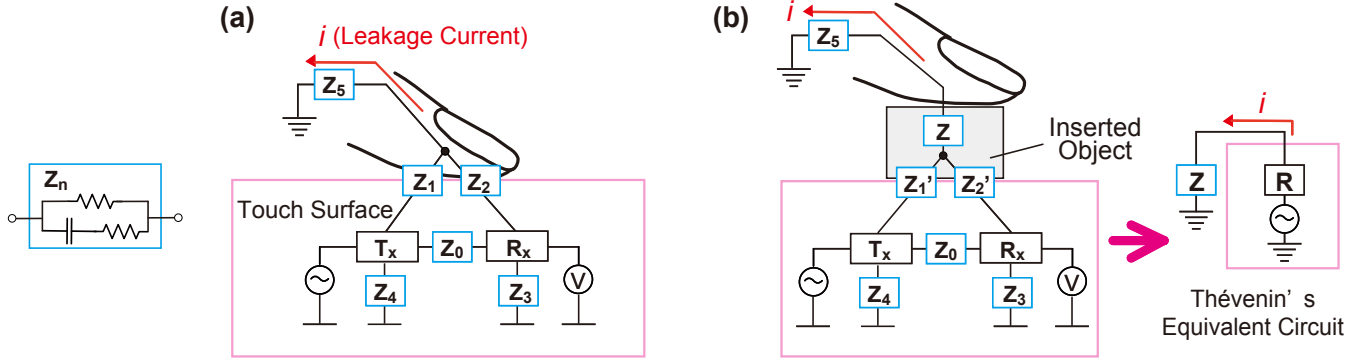 (a)
i (Leakage Current)
Z5
Z1
Z2
Touch Surface
Tx
Z0
Rx
Z4
Z3
V
Zn
(b)
i
Z5
Z
Inserted
Object
Z1’
Z2’
Tx
Z0
Rx
Z4
Z3
V
i
Z
R
Thévenin’ s
Equivalent Circuit